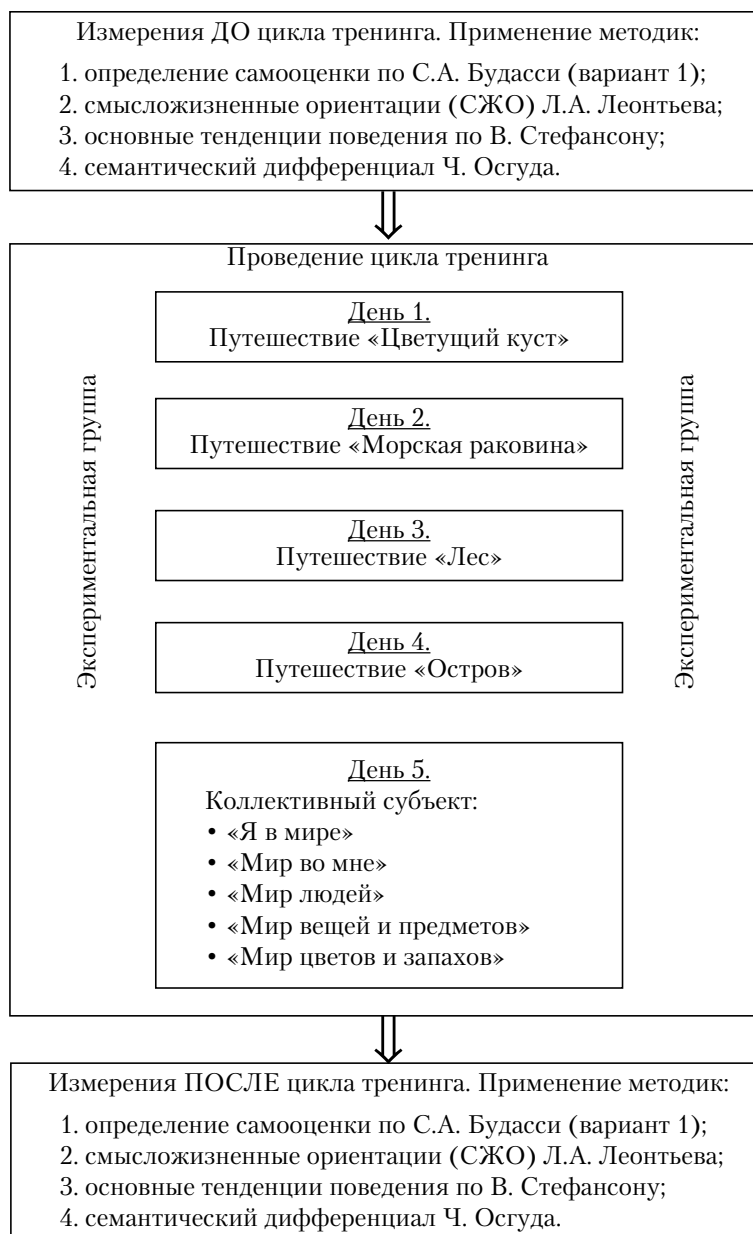 Измерения ДО цикла тренинга. Применение методик:
1. определение самооценки по С.А. Будасси (вариант 1);
2. смысложизненные ориентации (СЖО) Л.А. Леонтьева;
3. основные тенденции поведения по В. Стефансону;
4. семантический дифференциал Ч. Осгуда.
Проведение цикла тренинга
Экспериментальная группа
День 1.
Путешествие «Цветущий куст»
День 2.
Путешествие «Морская раковина»
День 3.
Путешествие «Лес»
День 4.
Путешествие «Остров»
День 5.
Коллективный субъект:
• «Я в мире»
• «Мир во мне»
• «Мир людей»
• «Мир вещей и предметов»
• «Мир цветов и запахов»
Экспериментальная группа
Измерения ПОСЛЕ цикла тренинга. Применение методик:
1. определение самооценки по С.А. Будасси (вариант 1);
2. смысложизненные ориентации (СЖО) Л.А. Леонтьева;
3. основные тенденции поведения по В. Стефансону;
4. семантический дифференциал Ч. Осгуда.